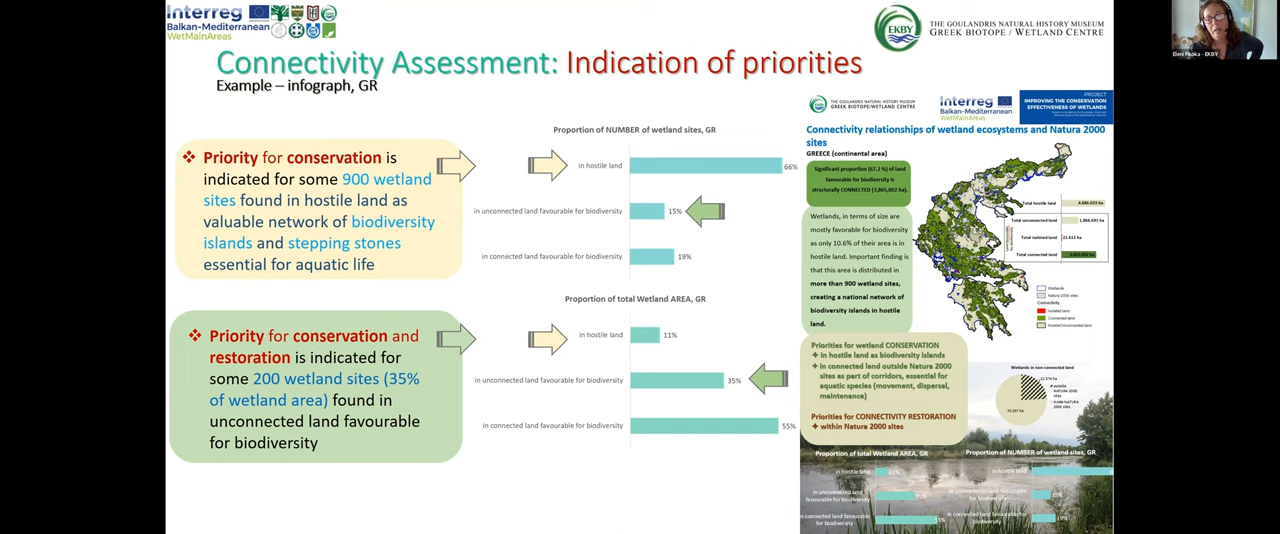 Interreg
Balkan-Mediterranean
WetMainAreas
EKBY
THE GOULANDRIS NATURAL HISTORY MUSEUM
GREEK BIOTOPE / WETLAND CENTRE
Eleni Fitoka - EKBY
Connectivity Assessment: Indication of priorities
Example – infograph, GR
❖ Priority for conservation is
indicated for some 900 wetland
sites found in hostile land as
valuable network of biodiversity
islands and stepping stones
essential for aquatic life
❖ Priority for conservation and
restoration is indicated for
some 200 wetland sites (35%
of wetland area) found in
unconnected land favourable
for biodiversity
Proportion of NUMBER of wetland sites, GR
in hostile land
66%
in unconnected land favourable for biodiversity
15%
in connected land favourable for biodiversity
19%
Proportion of total Wetland AREA, GR
in hostile land
11%
in unconnected land favourable for biodiversity
35%
in connected land favourable for biodiversity
55%
EKBY
THE GOULANDRIS NATURAL HISTORY MUSEUM
GREEK BIOTOPE/WETLAND CENTRE
Interreg
Balkan-Mediterranean
WetMainAreas
PROJECT
IMPROVING THE CONSERVATION
EFFECTIVENESS OF WETLANDS
Connectivity relationships of wetland ecosystems and Natura 2000
sites
GREECE (continental area)
Significant proportion (67.2 %) of land
favourable for biodiversity is
structurally CONNECTED (3,865,002 ha).
Wetlands, in terms of size are
mostly favorable for biodiversity
as only 10.6% of their area is in
hostile land. Important finding is
that this area is distributed in
more than 900 wetland sites,
creating a national network of
biodiversity islands in hostile
land.
Total hostile land
Total unconnected land
Total isolated land
Total connected land
Wetlands
Natura 2000 sites
Connectivity
Isolated land
Connected land
Hostile/Unconnected land
Priorities for wetland CONSERVATION
in hostile land as biodiversity islands
in connected land outside Natura 2000
sites as part of corridors, essential for
aquatic species (movement, dispersal,
maintenance)
Priorities for CONNECTIVITY RESTORATION
within Natura 2000 sites
Wetlands in non-connected land
outside
NATURA 2000
sites
inside NATURA
2000 sites
Proportion of total Wetland AREA, GR
in hostile land
11%
in unconnected land
favourable for biodiversity
in connected land favourable
for biodiversity
Proportion of NUMBER of wetland sites, GR
in hostile land
in unconnected land favourable for
biodiversity
in connected land favourable for
biodiversity
19%